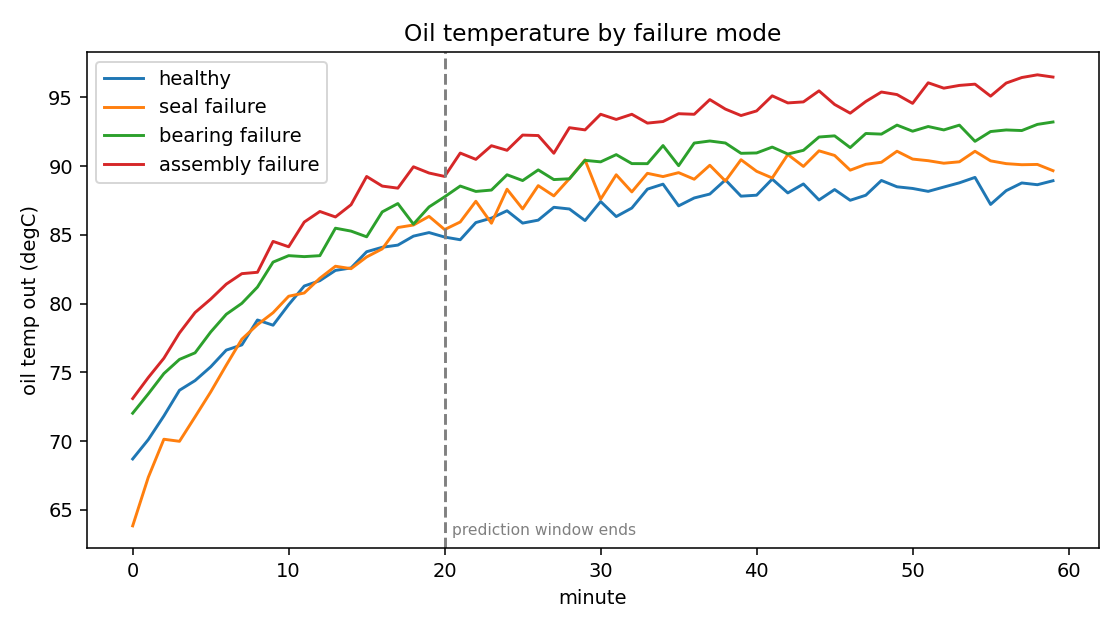 Oil temperature by failure mode
healthy
seal failure
bearing failure
assembly failure
oil temp out (degC)
95
90
85
80
75
70
65
prediction window ends
0 10 20 30 40 50 60
minute